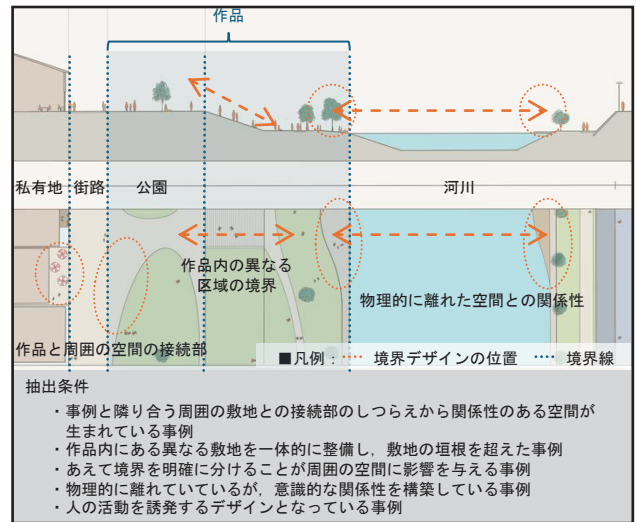 作品
私有地 街路 公園 河川
作品内の異なる
区域の境界
物理的に離れた空間との関係性
作品と周囲の空間の接続部
■凡例: 境界デザインの位置 境界線
抽出条件
・事例と隣り合う周囲の敷地との接続部のしつらえから関係性のある空間が
生まれている事例
・作品内にある異なる敷地を一体的に整備し，敷地の垣根を超えた事例
・あえて境界を明確に分けることが周囲の空間に影響を与える事例
・物理的に離れていているが，意識的な関係性を構築している事例
・人の活動を誘発するデザインとなっている事例